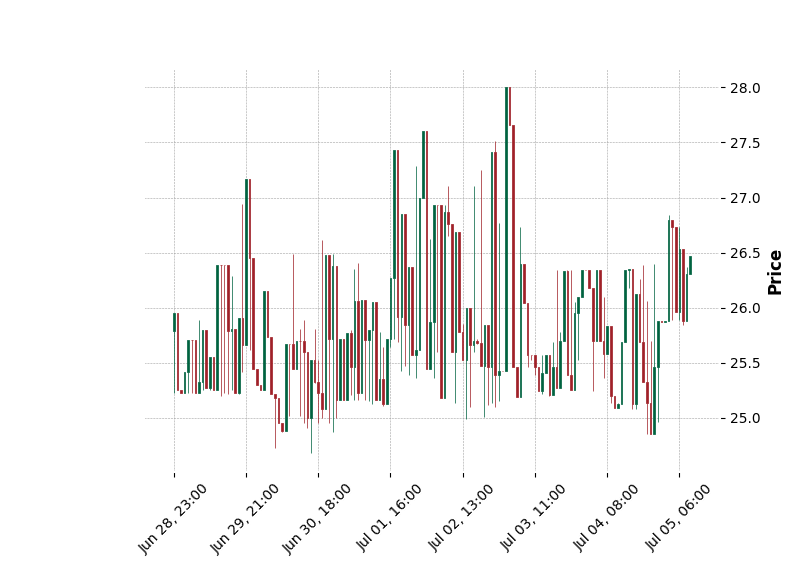 28.0
27.5
27.0
26.5
26.0
25.5
25.0
Price
Jun 28, 23:00
Jun 29, 21:00
Jun 30, 18:00
Jul 01, 16:00
Jul 02, 13:00
Jul 03, 11:00
Jul 04, 08:00
Jul 05, 06:00